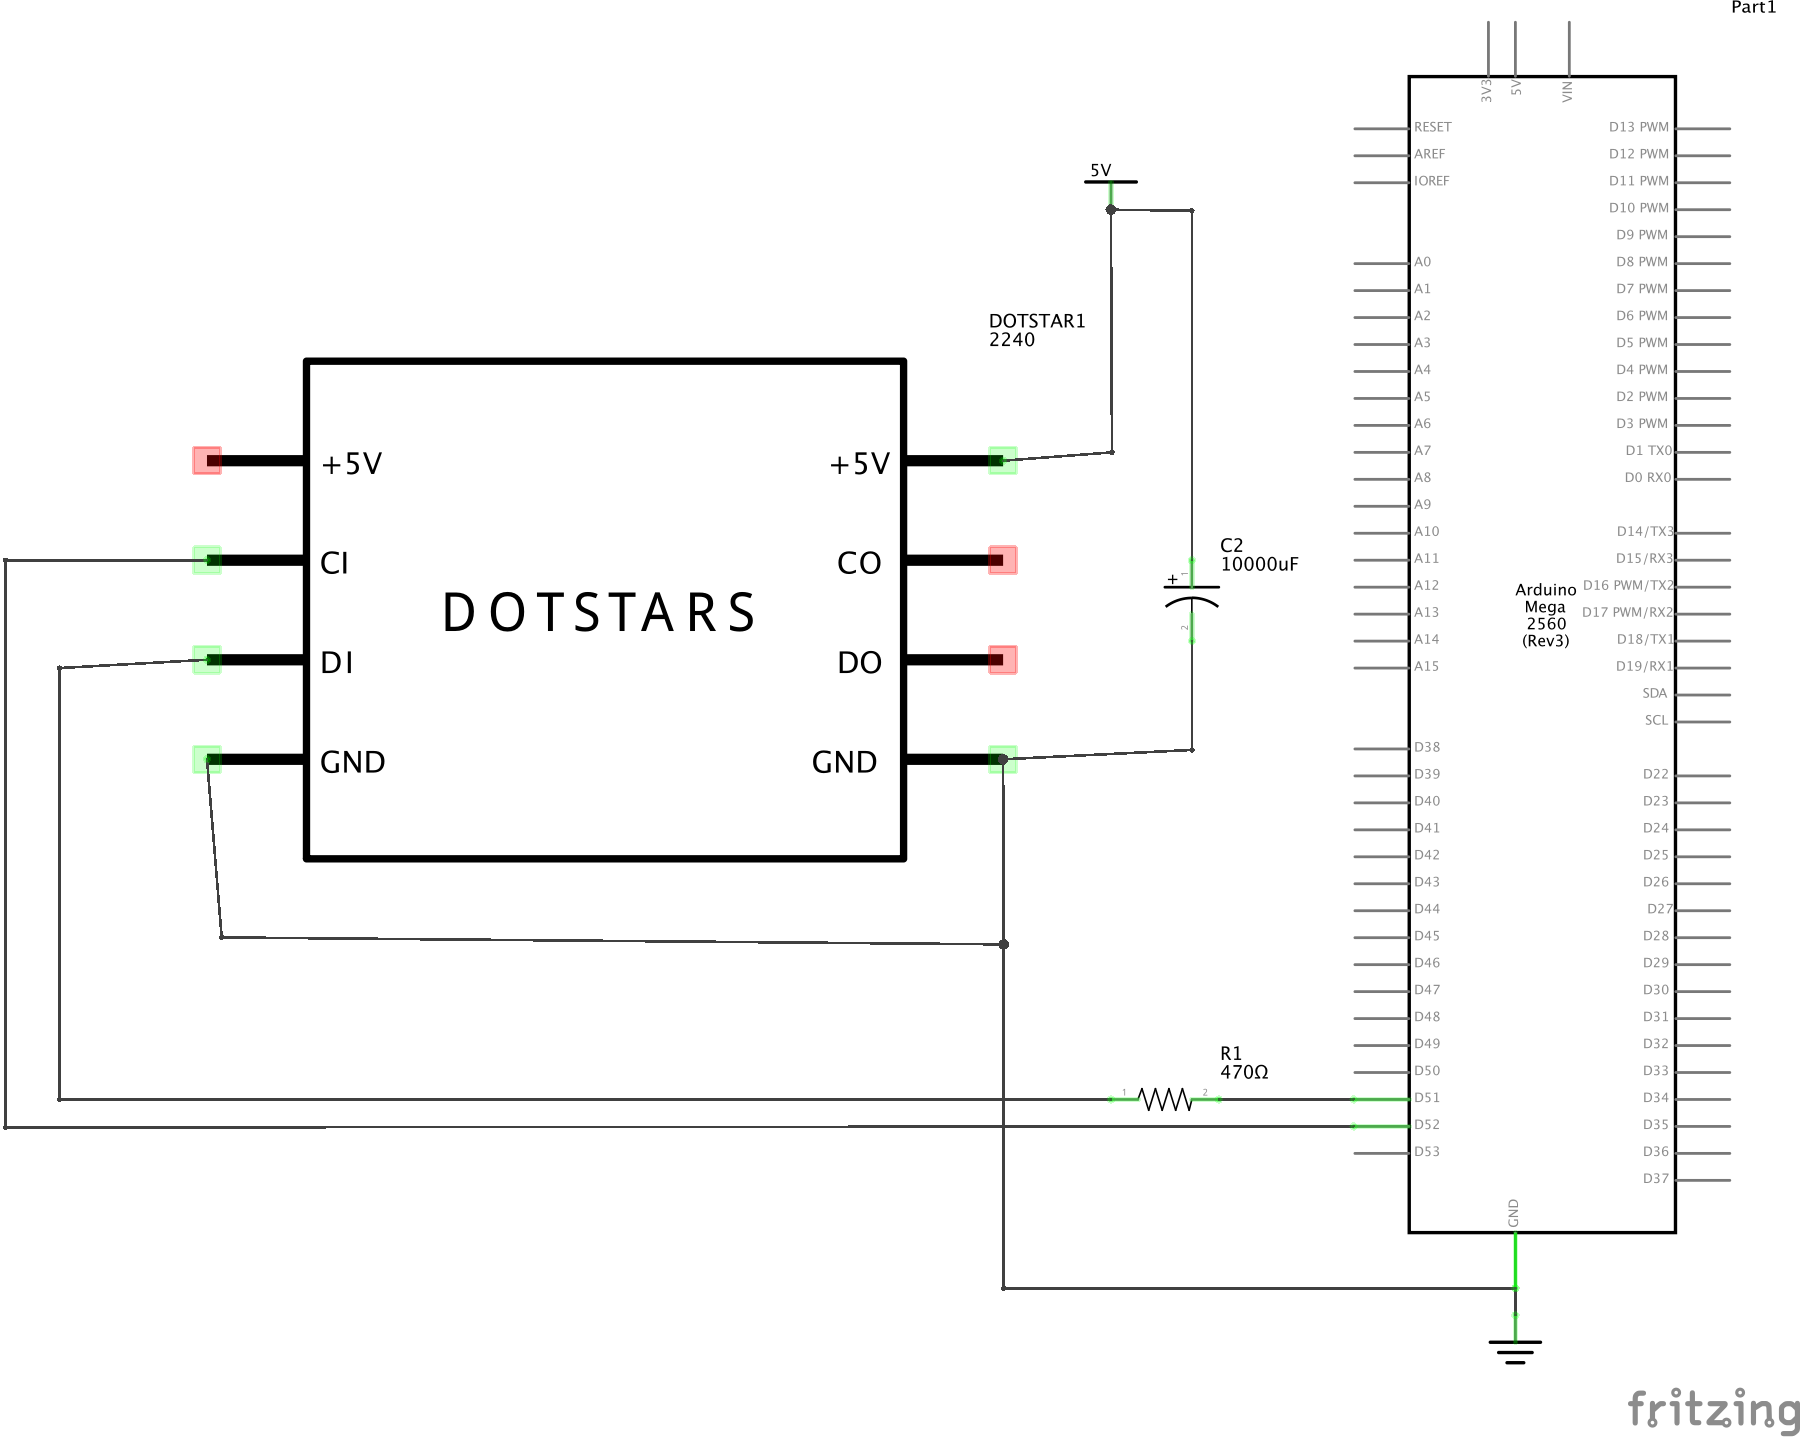 Part1
3V3
5V
VIN
RESET
AREF
IOREF
A0
A1
A2
A3
A4
A5
A6
A7
A8
A9
A10
A11
A12
A13
A14
A15
D38
D39
D40
D41
D42
D43
D44
D45
D46
D47
D48
D49
D50
D51
D52
D53
D13 PWM
D12 PWM
D11 PWM
D10 PWM
D9 PWM
D8 PWM
D7 PWM
D6 PWM
D5 PWM
D4 PWM
D2 PWM
D3 PWM
D1 TX0
D0 RX0
D14/TX3
D15/RX3
D16 PWM/TX2
D17 PWM/RX2
D18/TX1
D19/RX1
SDA
SCL
D22
D23
D24
D25
D26
D27
D28
D29
D30
D31
D32
D33
D34
D35
D36
D37
GND
Arduino
Mega
2560
(Rev3)
5V
DOTSTAR1
2240
+5V
CI
DI
GND
DOTSTARS
+5V
CO
DO
GND
C2
10000uF
+
1
2
R1
470Ω
1
2
fritzing